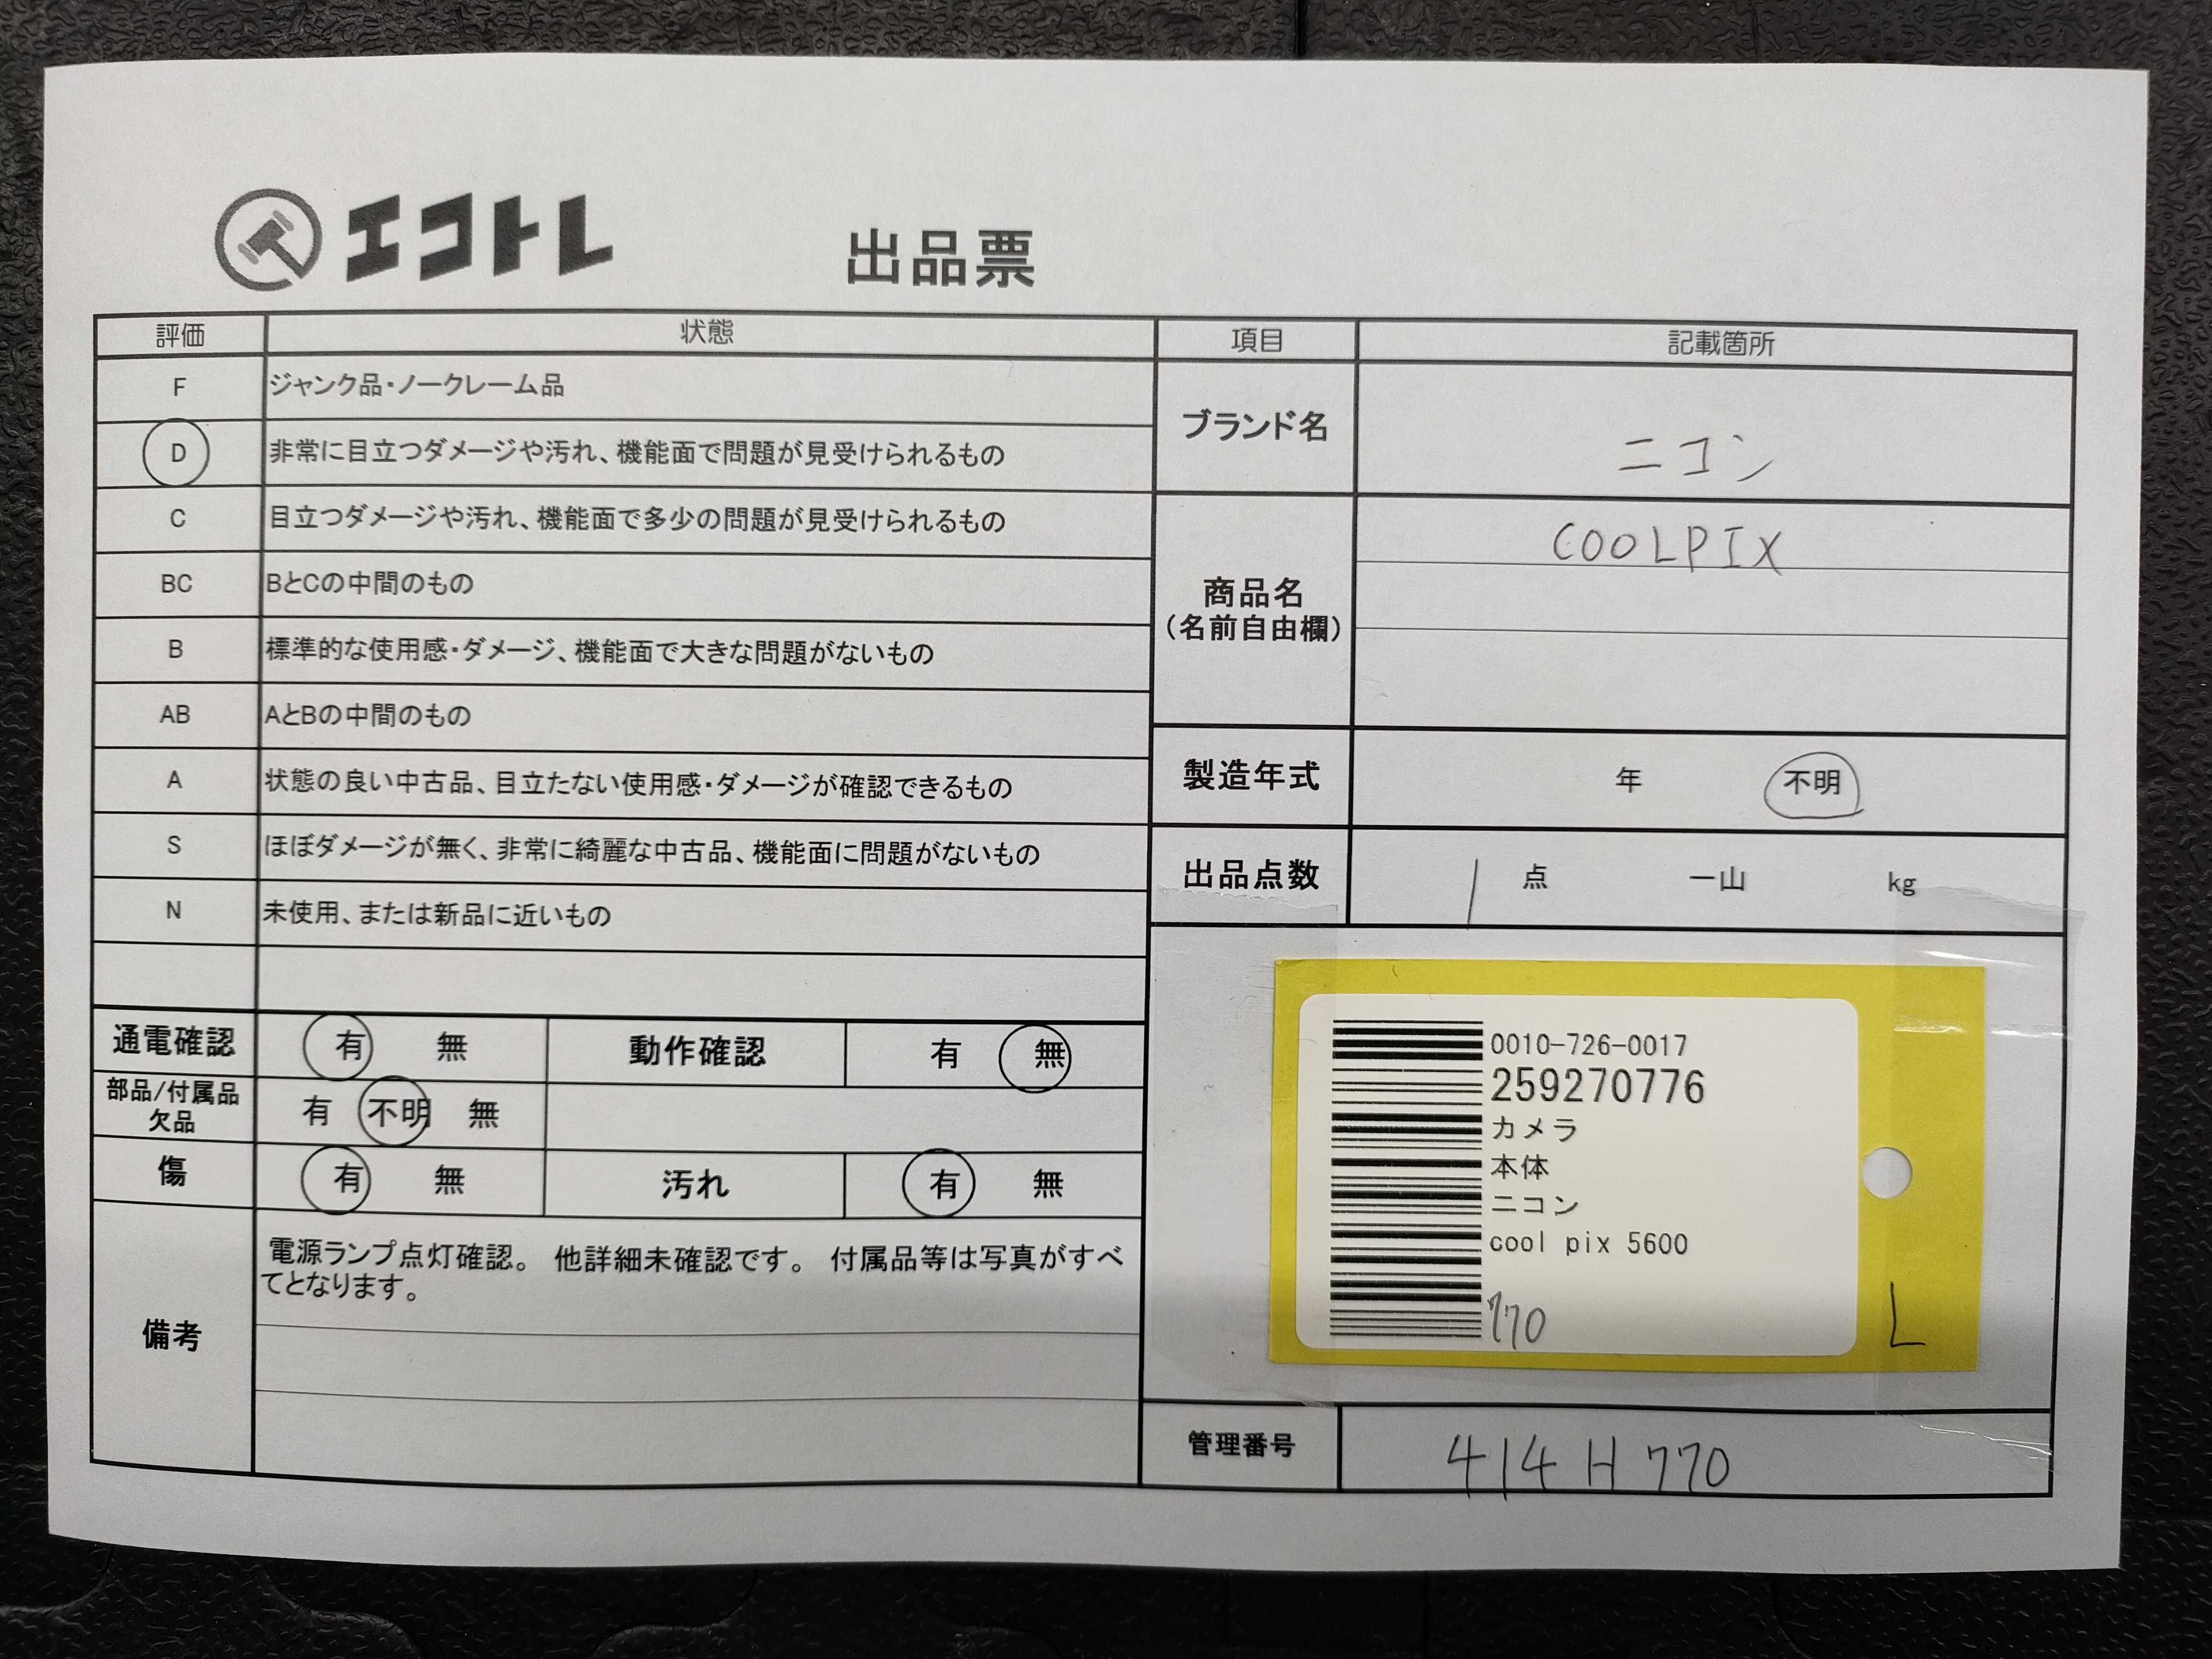 エコトレ
出品票
評価 状態
F ジャンク品・ノークレーム品
D 非常に目立つダメージや汚れ、機能面で問題が見受けられるもの
C 目立つダメージや汚れ、機能面で多少の問題が見受けられるもの
BC BとCの中間のもの
B 標準的な使用感・ダメージ、機能面で大きな問題がないもの
AB AとBの中間のもの
A 状態の良い中古品、目立たない使用感・ダメージが確認できるもの
S ほぼダメージが無く、非常に綺麗な中古品、機能面に問題がないもの
N 未使用、または新品に近いもの
通電確認 有 無 動作確認 有 無
部品/付属品
欠品 有 不明 無
傷 有 無 汚れ 有 無
備考
電源ランプ点灯確認。 他詳細未確認です。 付属品等は写真がすべ
てとなります。
項目 記載箇所
ブランド名 ニコン
商品名
(名前自由欄)
COOLPIX
製造年式 年 不明
出品点数 1 点 一山 kg
0010-726-0017
259270776
カメラ
本体
ニコン
cool pix 5600
770
L
管理番号 414 H 770